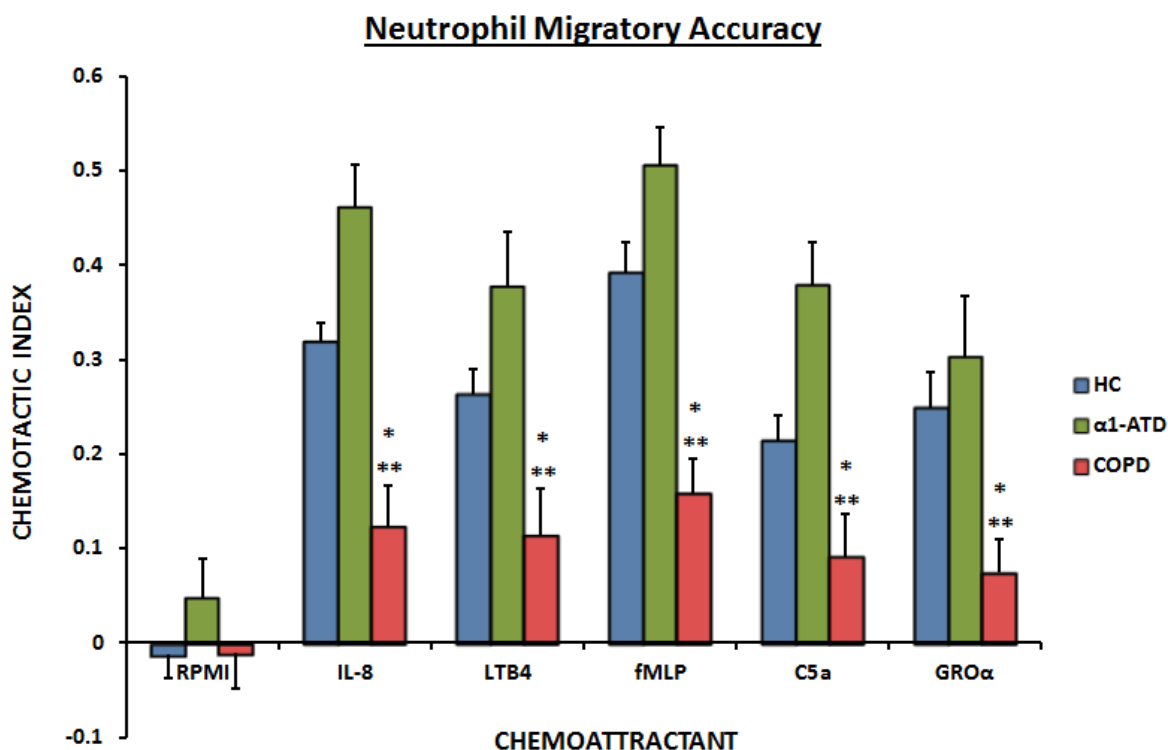 Neutrophil Migratory Accuracy
0.6
0.5
0.4
0.3
0.2
0.1
0
-0.1
CHEMOTACTIC INDEX
*
**
*
**
*
**
*
**
*
**
HC
α1-ATD
COPD
RPMI
IL-8
LTB4
fMLP
C5a
GROα
CHEMOATTRACTANT